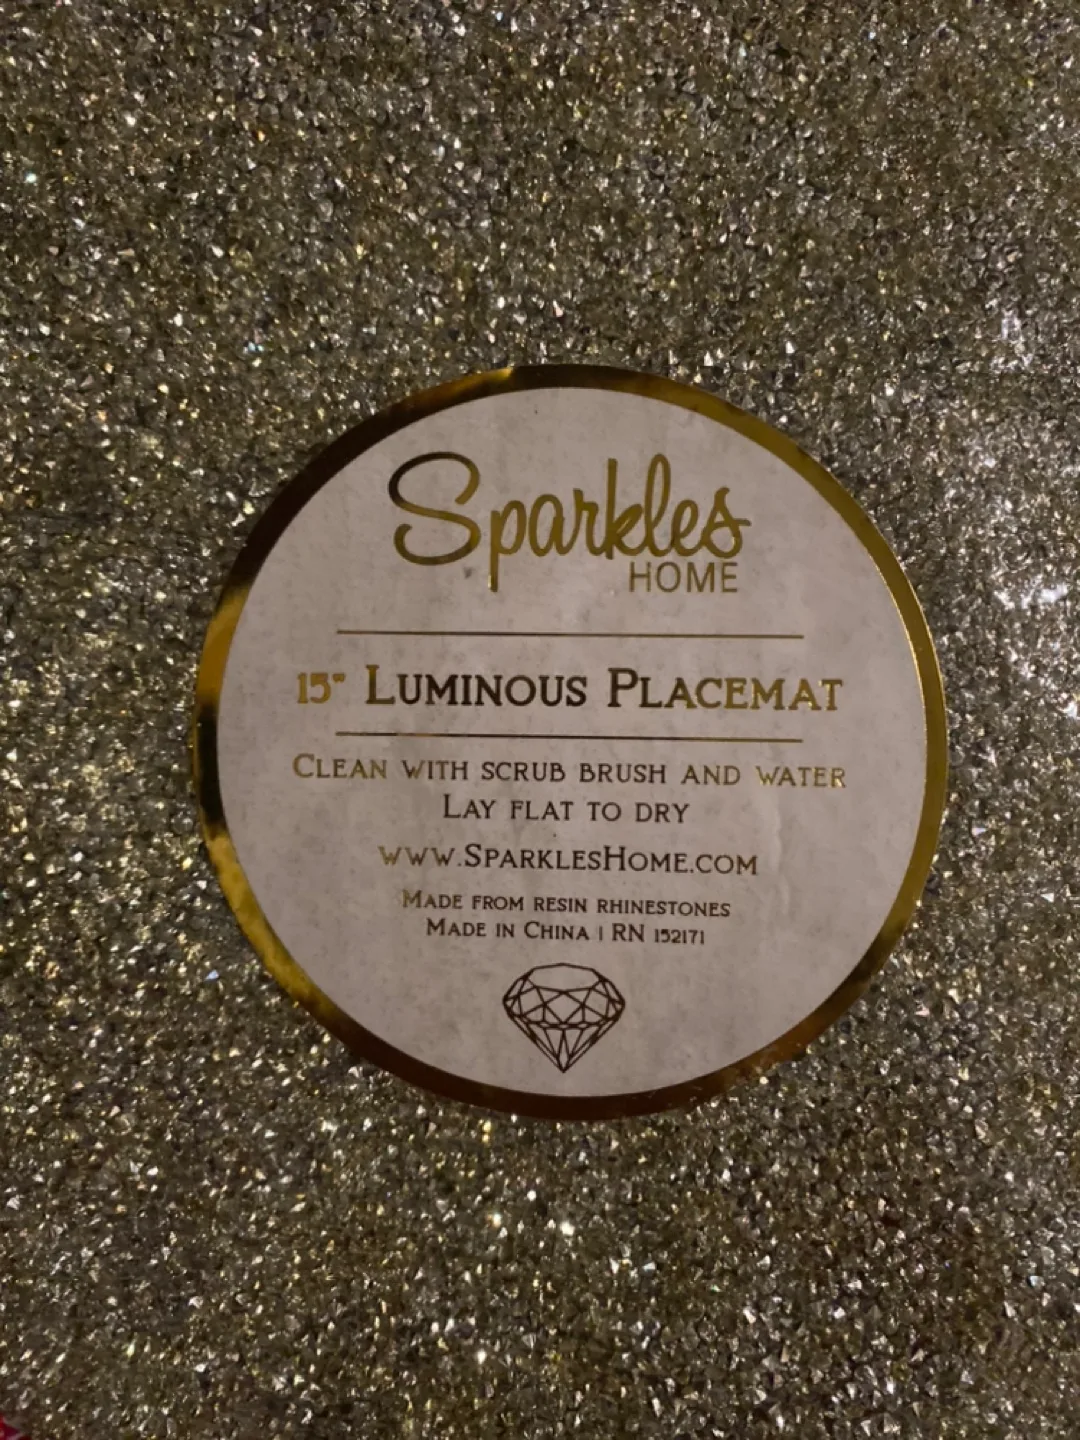 Sparkles
HOME
15" LUMINOUS PLACEMAT
CLEAN WITH SCRUB BRUSH AND WATER
LAY FLAT TO DRY
WWW.SPARKLESHOME.COM
MADE FROM RESIN RHINESTONES
MADE IN CHINA | RN 152171